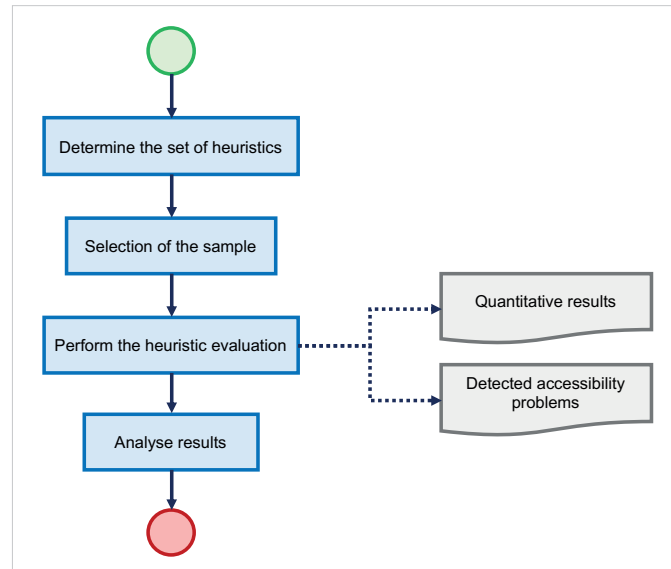 Determine the set of heuristics
Selection of the sample
Perform the heuristic evaluation
Quantitative results
Detected accessibility
problems
Analyse results